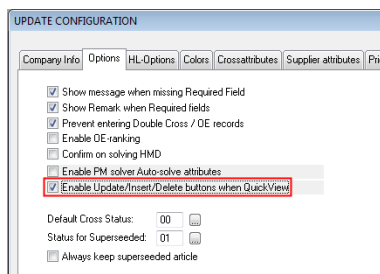 UPDATE CONFIGURATION
Company Info Options HL-Options Colors Crossattributes Supplier attributes
Show message when missing Required Field
Show Remark when Required fields
Prevent entering Double Cross / OE records
Enable OE-ranking
Confirm on solving HMD
Enable PM solver Auto-solve attributes
Enable Update/Insert/Delete buttons when QuickView
Default Cross Status: 00 ...
Status for Superseeded: 01 ...
Always keep superseeded article